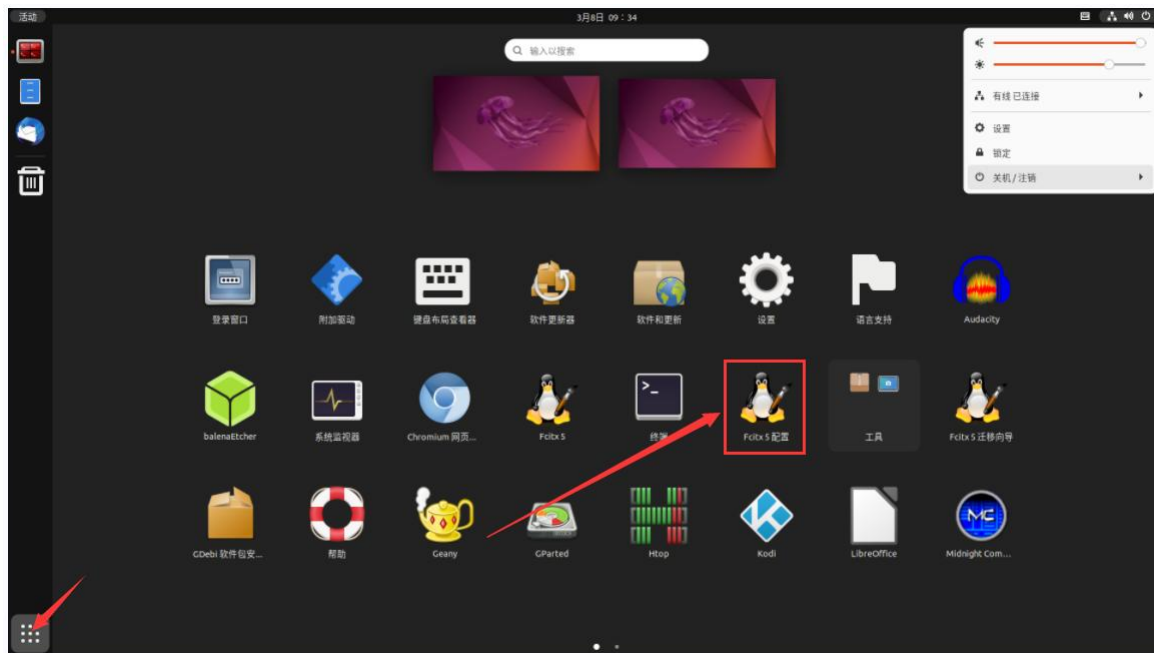 活动
3月8日 09：34
输入以搜索
有线 已连接
设置
锁定
关机/注销
登录窗口
附加驱动
键盘布局查看器
软件更新器
软件和更新
设置
语言支持
Audacity
balenaEtcher
系统监视器
Chromium 网页...
Fcitx 5
终端
Fcitx 5 配置
工具
Fcitx 5 迁移向导
GDebi 软件包安...
帮助
Geany
GParted
Htop
Kodi
LibreOffice
Midnight Com...